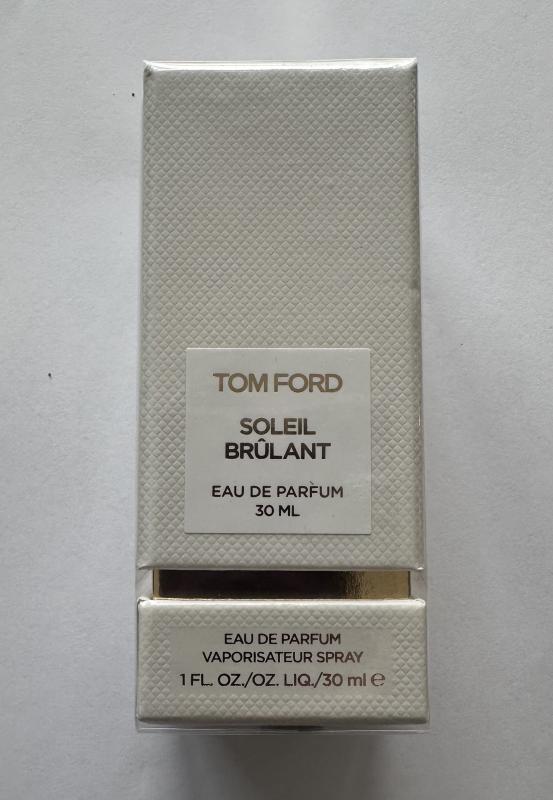 TOM FORD
SOLEIL
BRÛLANT
EAU DE PARFUM
30 ML
EAU DE PARFUM
VAPORISATEUR SPRAY
1 FL. OZ./OZ. LIQ./30 ml ℮